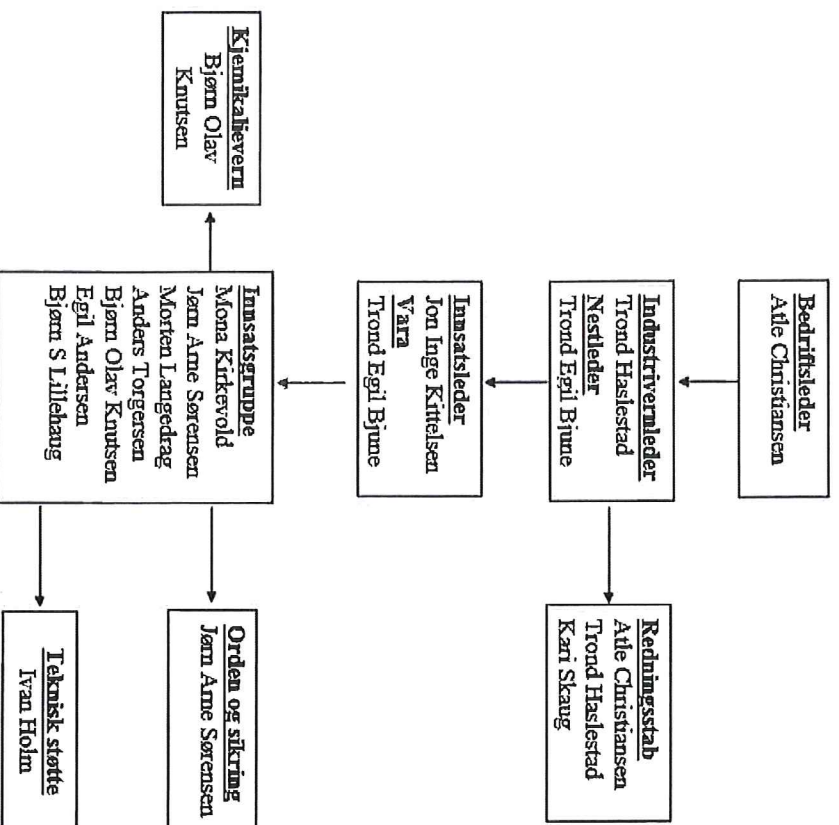 Bedriftsleder
Atle Christiansen
Industrivernleder
Trond Haslestad
Nestleder
Trond Egil Bjune
Redningsstab
Atle Christiansen
Trond Haslestad
Kari Skaug
Innsatsleder
Jon Inge Kittelsen
Vara
Trond Egil Bjune
Kjemikalievern
Bjørn Olav
Knutsen
Innsatsgruppe
Mona Kirkevold
Jørn Arne Sørensen
Morten Langedrag
Anders Torgersen
Bjørn Olav Knutsen
Egil Andersen
Bjørn S Lillehaug
Orden og sikring
Jørn Arne Sørensen
Teknisk støtte
Ivan Holm